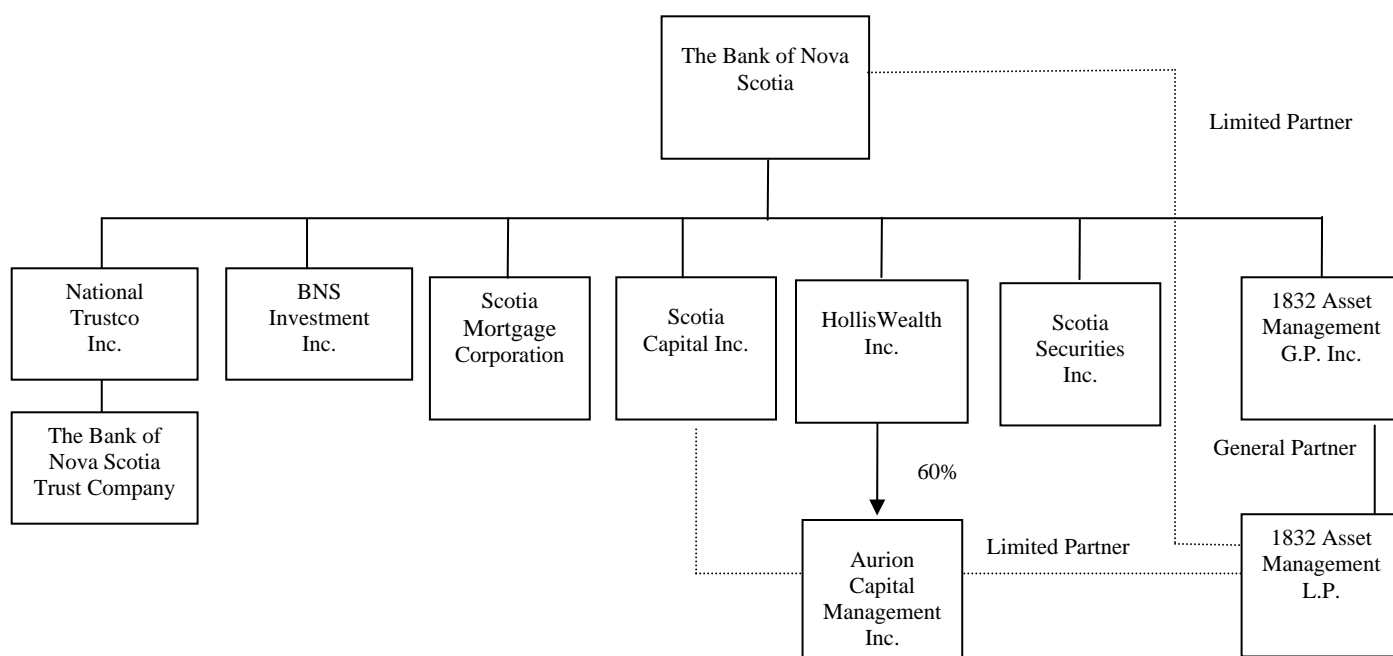 The Bank of Nova
Scotia
Limited Partner
National
Trustco
Inc.
BNS
Investment
Inc.
Scotia
Mortgage
Corporation
Scotia
Capital Inc.
HollisWealth
Inc.
Scotia
Securities
Inc.
1832 Asset
Management
G.P. Inc.
The Bank of
Nova Scotia
Trust Company
60%
General Partner
Aurion
Capital
Management
Inc.
Limited Partner
1832 Asset
Management
L.P.